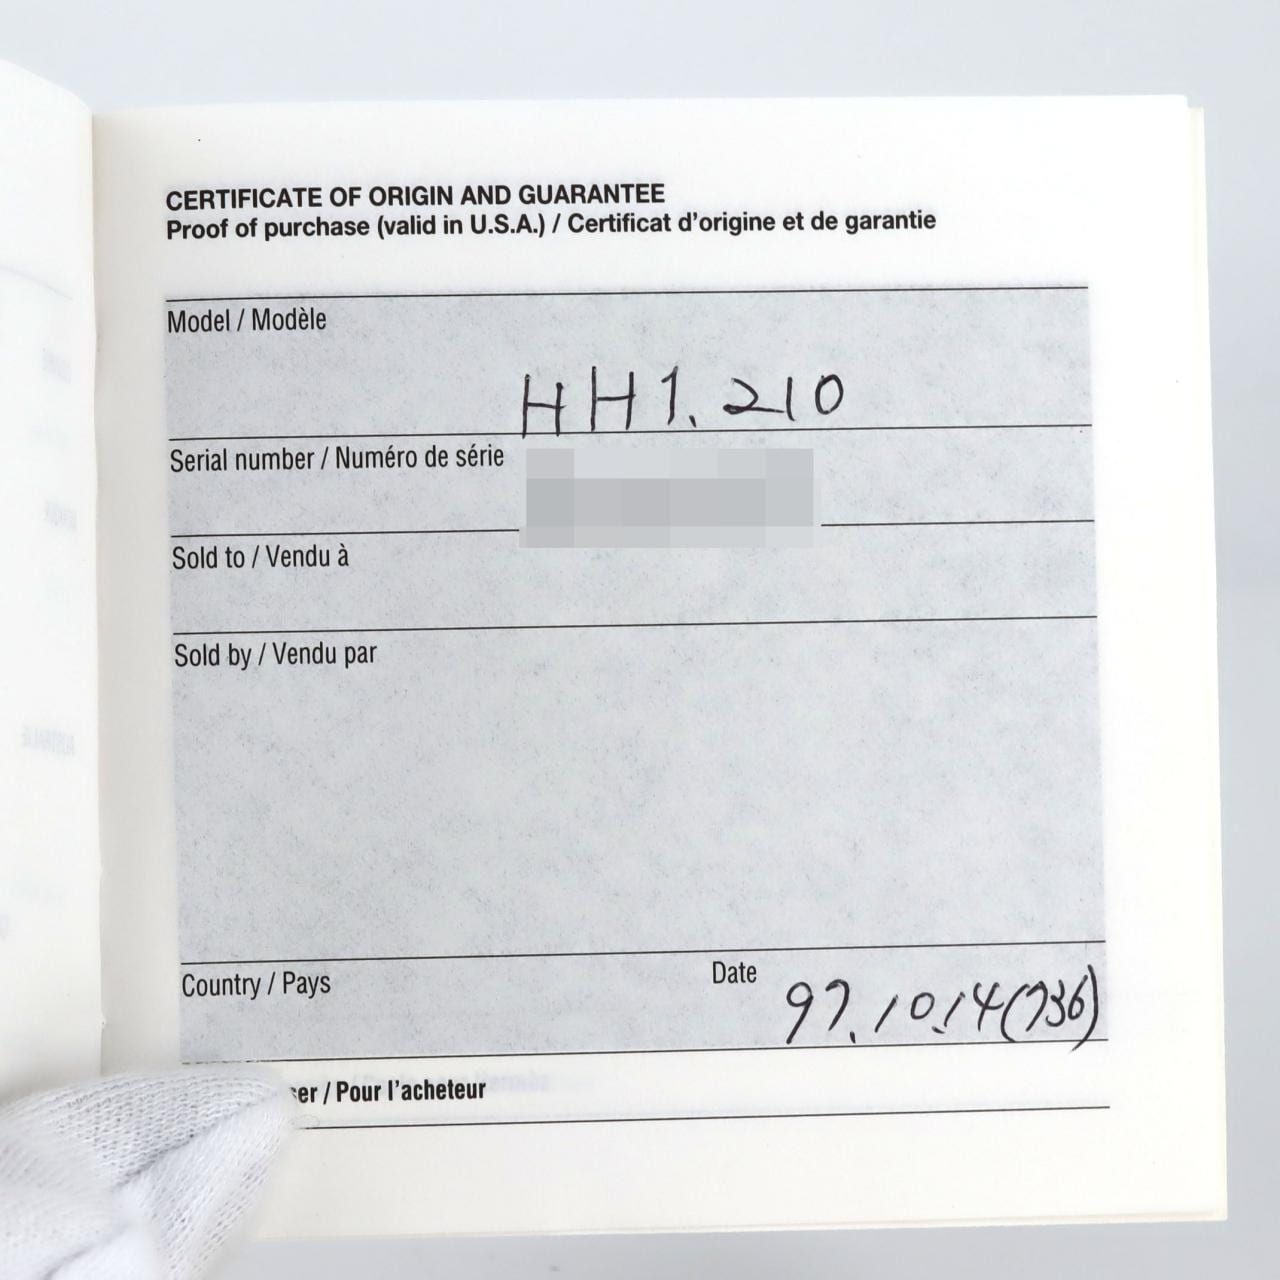 CERTIFICATE OF ORIGIN AND GUARANTEE
Proof of purchase (valid in U.S.A.) / Certificat d'origine et de garantie
Model / Modèle
HH1.210
Serial number / Numéro de série
Sold to / Vendu à
Sold by / Vendu par
Country / Pays
Date
97.10.14(736)
/ Pour l'acheteur